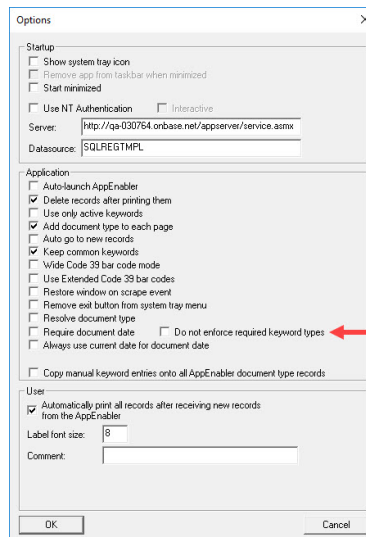 Options
Startup
Show system tray icon
Remove app from taskbar when minimized
Start minimized
Use NT Authentication Interactive
Server: http://qa-030764.onbase.net/appserver/service.asmx
Datasource: SQLREGTMPL
Application
Auto-launch AppEnabler
Delete records after printing them
Use only active keywords
Add document type to each page
Auto go to new records
Keep common keywords
Wide Code 39 bar code mode
Use Extended Code 39 bar codes
Restore window on scrape event
Remove exit button from system tray menu
Resolve document type
Require document date Do not enforce required keyword types
Always use current date for document date
Copy manual keyword entries onto all AppEnabler document type records
User
Automatically print all records after receiving new records
from the AppEnabler
Label font size: 8
Comment:
OK Cancel